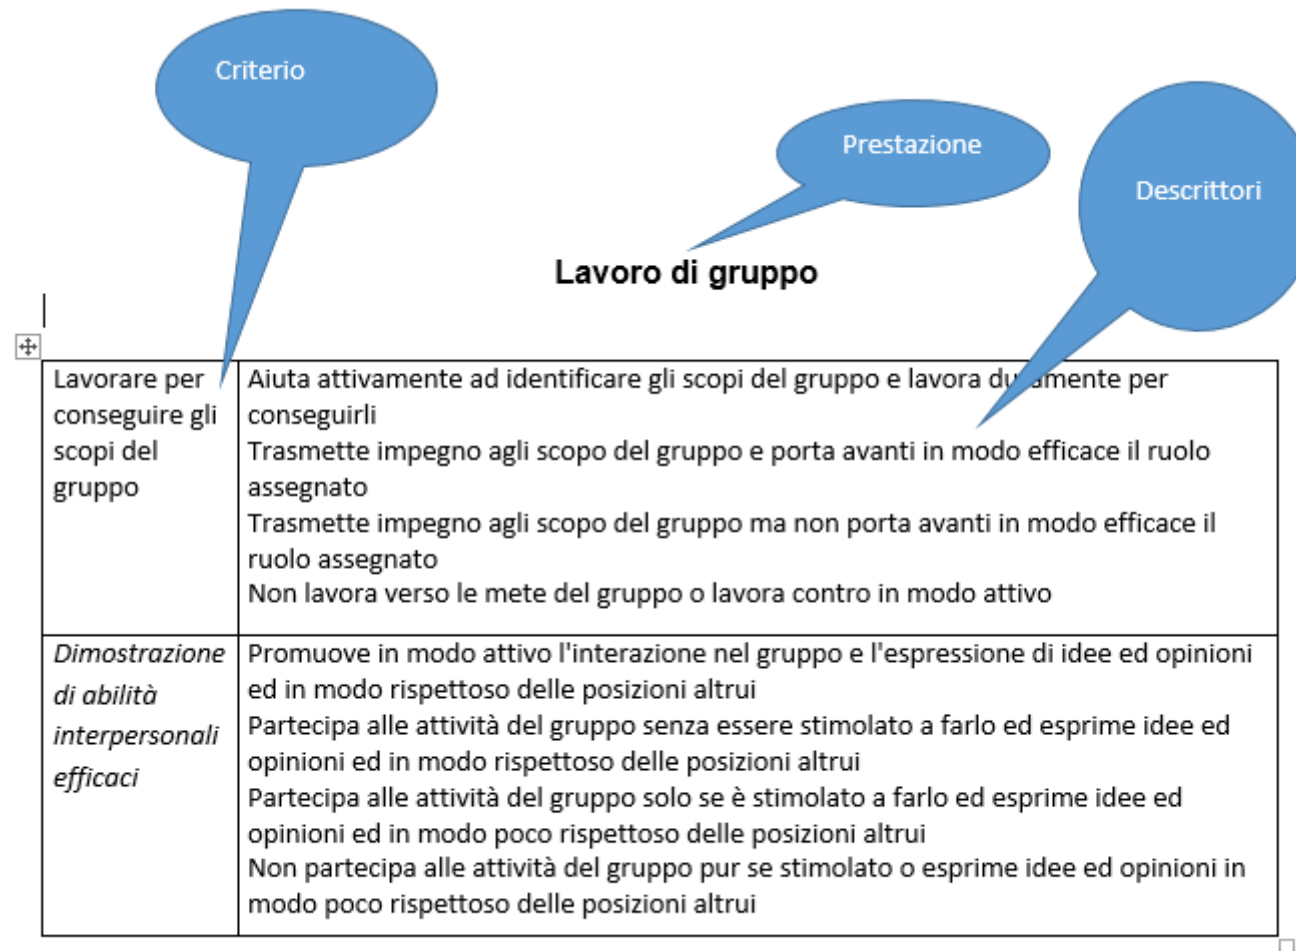 Criterio
Prestazione
Descrittori
Lavoro di gruppo
Lavorare per
conseguire gli
scopi del
gruppo
Aiuta attivamente ad identificare gli scopi del gruppo e lavora duramente per
conseguirli
Trasmette impegno agli scopo del gruppo e porta avanti in modo efficace il ruolo
assegnato
Trasmette impegno agli scopo del gruppo ma non porta avanti in modo efficace il
ruolo assegnato
Non lavora verso le mete del gruppo o lavora contro in modo attivo
Dimostrazione
di abilità
interpersonali
efficaci
Promuove in modo attivo l'interazione nel gruppo e l'espressione di idee ed opinioni
ed in modo rispettoso delle posizioni altrui
Partecipa alle attività del gruppo senza essere stimolato a farlo ed esprime idee ed
opinioni ed in modo rispettoso delle posizioni altrui
Partecipa alle attività del gruppo solo se è stimolato a farlo ed esprime idee ed
opinioni ed in modo poco rispettoso delle posizioni altrui
Non partecipa alle attività del gruppo pur se stimolato o esprime idee ed opinioni in
modo poco rispettoso delle posizioni altrui